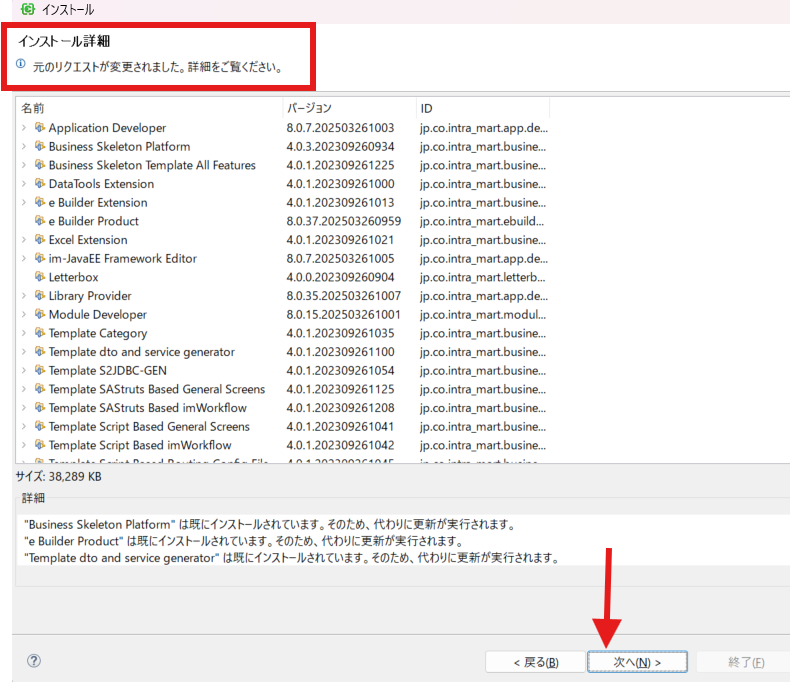 インストール
インストール詳細
元のリクエストが変更されました。詳細をご覧ください。
名前 バージョン ID
Application Developer 8.0.7.202503261003 jp.co.intra_mart.app.de...
Business Skeleton Platform 4.0.3.202309260934 jp.co.intra_mart.busine...
Business Skeleton Template All Features 4.0.1.202309261225 jp.co.intra_mart.busine...
DataTools Extension 4.0.1.202309261000 jp.co.intra_mart.busine...
e Builder Extension 4.0.1.202309261013 jp.co.intra_mart.busine...
e Builder Product 8.0.37.202503260959 jp.co.intra_mart.ebuild...
Excel Extension 4.0.1.202309261021 jp.co.intra_mart.busine...
im-JavaEE Framework Editor 8.0.7.202503261005 jp.co.intra_mart.app.de...
Letterbox 4.0.0.202309260904 jp.co.intra_mart.letterb...
Library Provider 8.0.35.202503261007 jp.co.intra_mart.app.de...
Module Developer 8.0.15.202503261001 jp.co.intra_mart.modul...
Template Category 4.0.1.202309261035 jp.co.intra_mart.busine...
Template dto and service generator 4.0.1.202309261100 jp.co.intra_mart.busine...
Template S2JDBC-GEN 4.0.1.202309261054 jp.co.intra_mart.busine...
Template SAStruts Based General Screens 4.0.1.202309261125 jp.co.intra_mart.busine...
Template SAStruts Based imWorkflow 4.0.1.202309261208 jp.co.intra_mart.busine...
Template Script Based General Screens 4.0.1.202309261041 jp.co.intra_mart.busine...
Template Script Based imWorkflow 4.0.1.202309261042 jp.co.intra_mart.busine...
Template Script Based Routing Config File
サイズ: 38,289 KB
詳細
"Business Skeleton Platform" は既にインストールされています。そのため、代わりに更新が実行されます。
"e Builder Product" は既にインストールされています。そのため、代わりに更新が実行されます。
"Template dto and service generator" は既にインストールされています。そのため、代わりに更新が実行されます。
< 戻る(B) 次へ(N) > 終了(F)